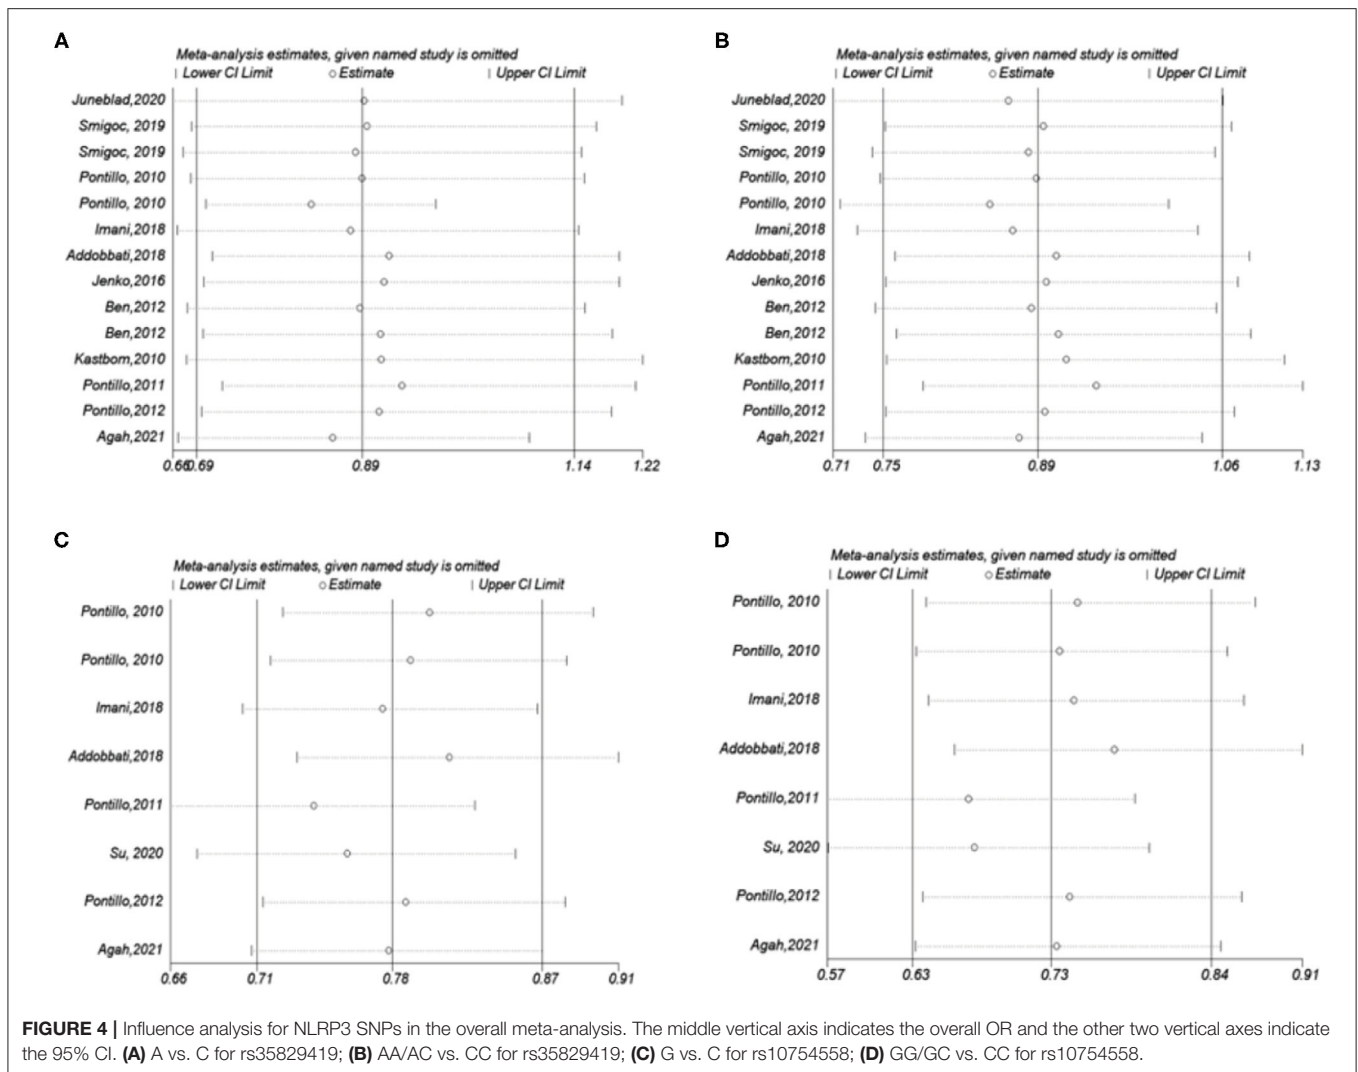 A
Meta-analysis estimates, given named study is omitted
Lower CI Limit Estimate Upper CI Limit
Juneblad,2020
Smigoc, 2019
Smigoc, 2019
Pontillo, 2010
Pontillo, 2010
Imani,2018
Addobbati,2018
Jenko,2016
Ben,2012
Ben,2012
Kastbom,2010
Pontillo,2011
Pontillo,2012
Agah,2021
0.66 0.69 0.89 1.14 1.22
B
Meta-analysis estimates, given named study is omitted
Lower CI Limit Estimate Upper CI Limit
Juneblad,2020
Smigoc, 2019
Smigoc, 2019
Pontillo, 2010
Pontillo, 2010
Imani,2018
Addobbati,2018
Jenko,2016
Ben,2012
Ben,2012
Kastbom,2010
Pontillo,2011
Pontillo,2012
Agah,2021
0.71 0.75 0.89 1.06 1.13
C
Meta-analysis estimates, given named study is omitted
Lower CI Limit Estimate Upper CI Limit
Pontillo, 2010
Pontillo, 2010
Imani,2018
Addobbati,2018
Pontillo,2011
Su, 2020
Pontillo,2012
Agah,2021
0.66 0.71 0.78 0.87 0.91
D
Meta-analysis estimates, given named study is omitted
Lower CI Limit Estimate Upper CI Limit
Pontillo, 2010
Pontillo, 2010
Imani,2018
Addobbati,2018
Pontillo,2011
Su, 2020
Pontillo,2012
Agah,2021
0.57 0.63 0.73 0.84 0.91
FIGURE 4 | Influence analysis for NLRP3 SNPs in the overall meta-analysis. The middle vertical axis indicates the overall OR and the other two vertical axes indicate
the 95% CI. (A) A vs. C for rs35829419; (B) AA/AC vs. CC for rs35829419; (C) G vs. C for rs10754558; (D) GG/GC vs. CC for rs10754558.